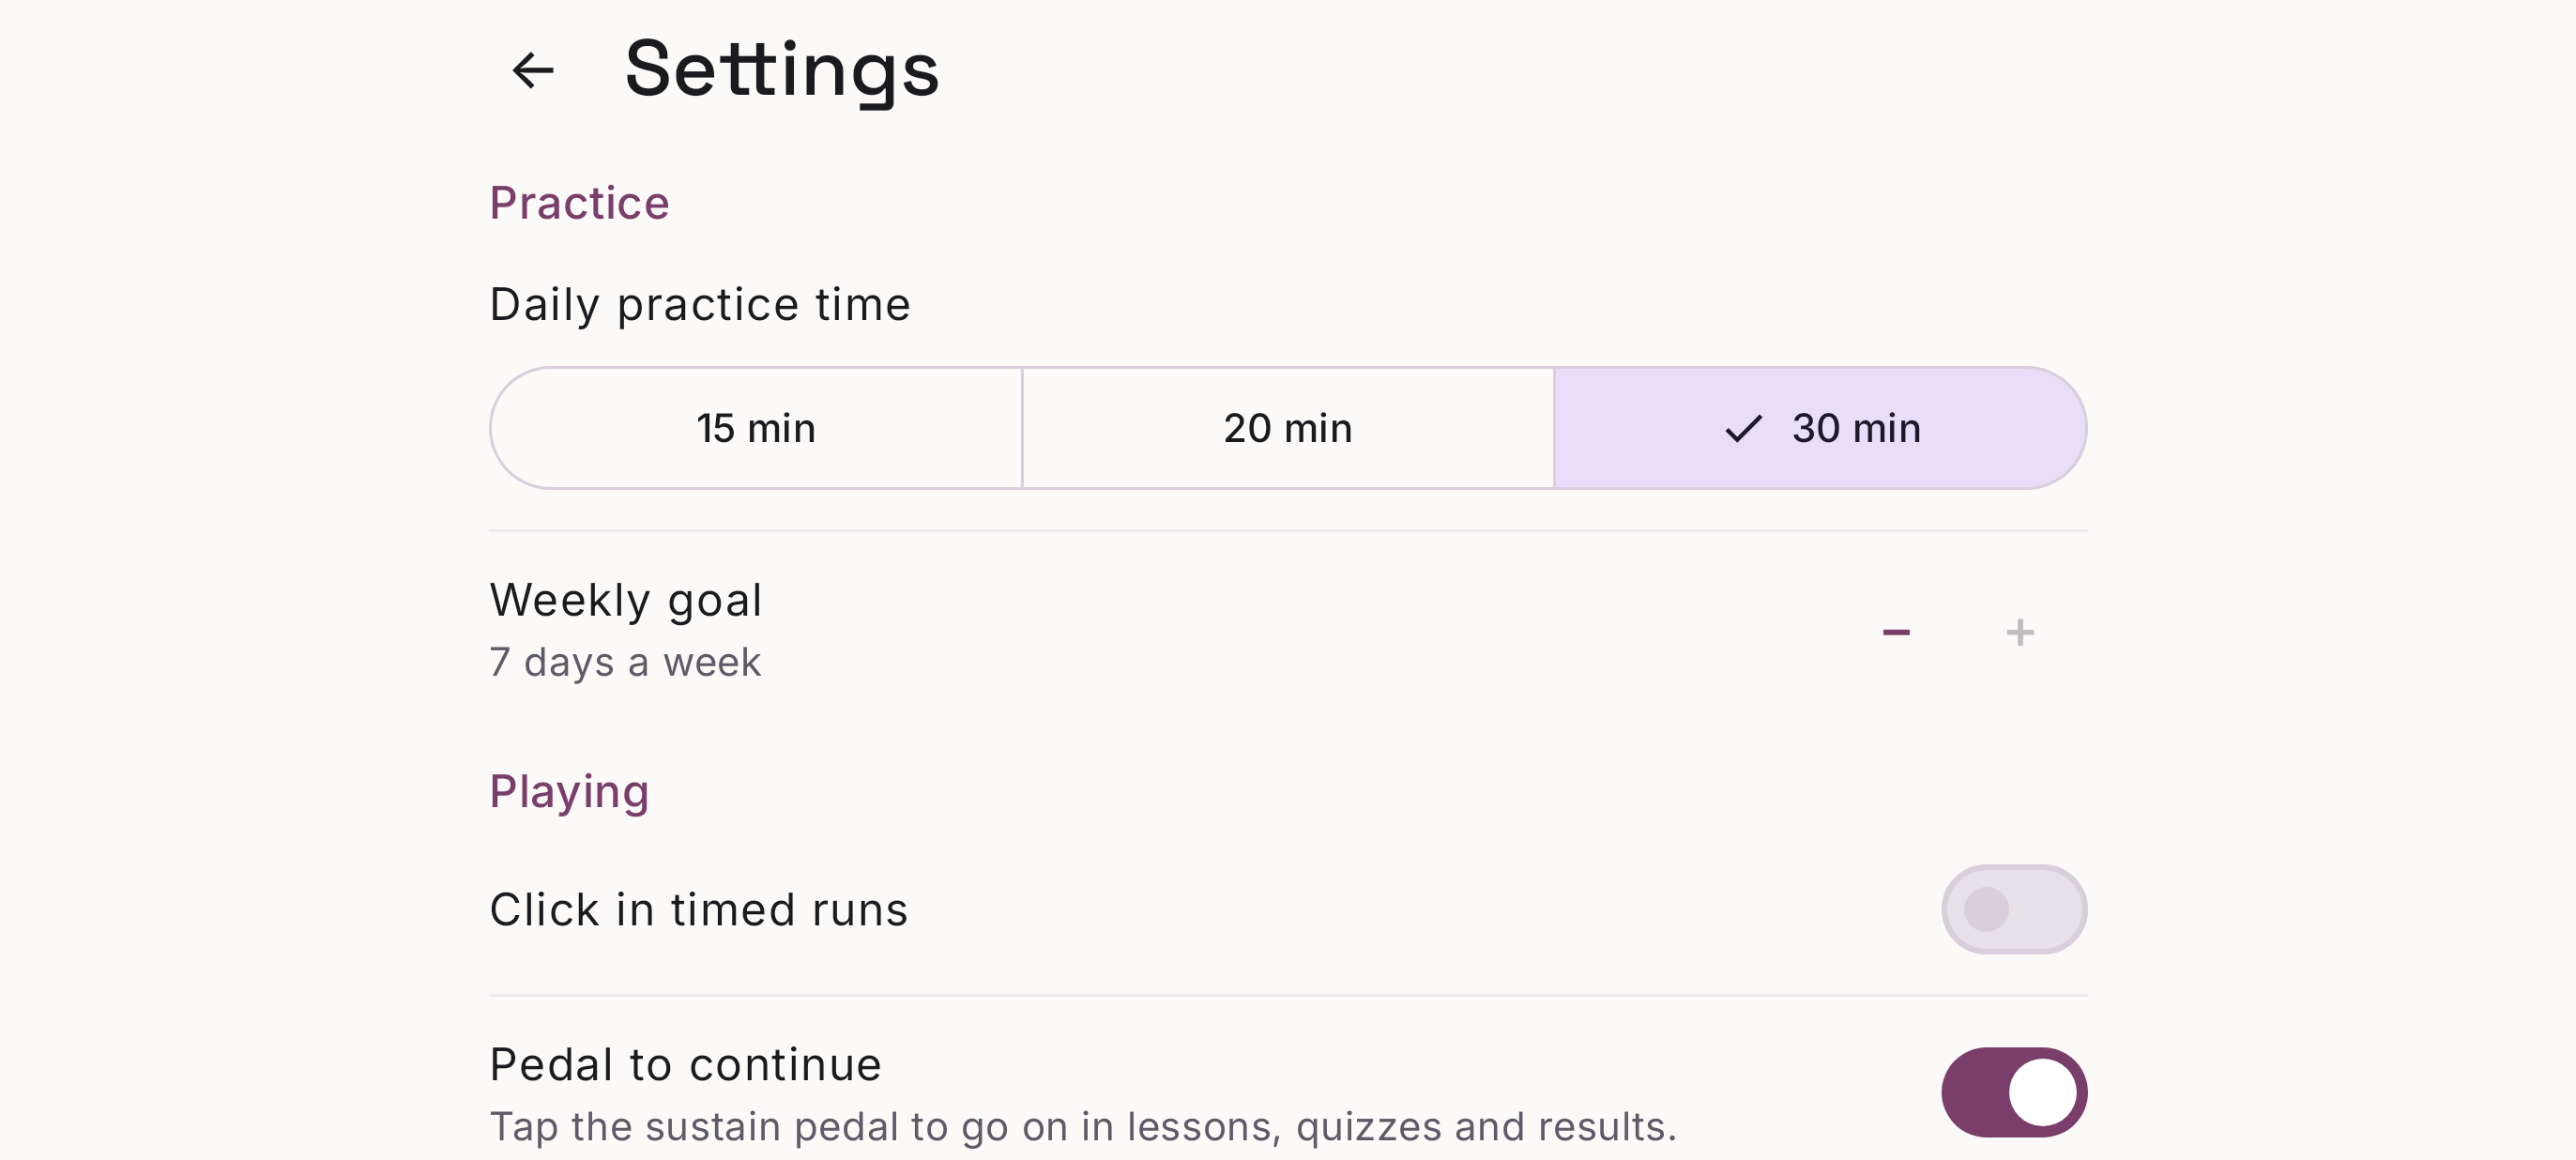 Settings
Practice
Daily practice time
15 min
20 min
30 min
Weekly goal
7 days a week
Playing
Click in timed runs
Pedal to continue
Tap the sustain pedal to go on in lessons, quizzes and results.